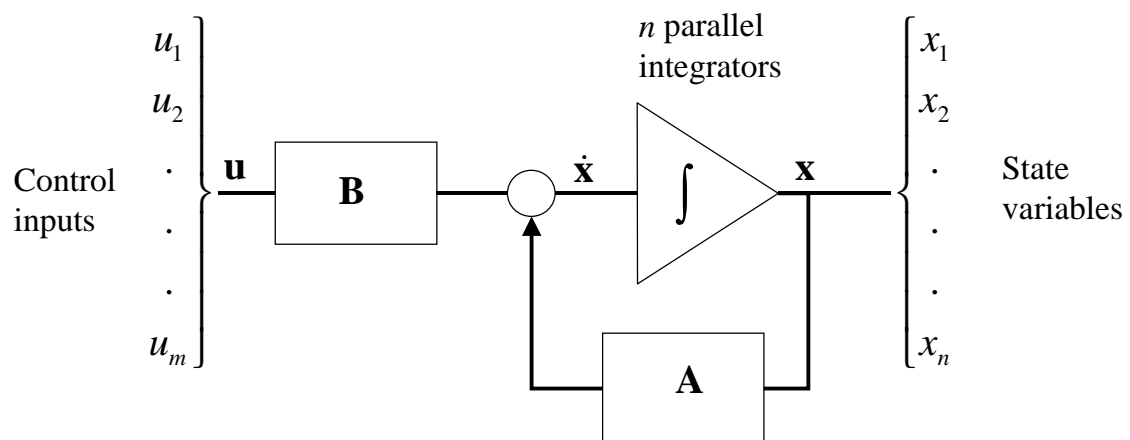 n parallel
integrators
u₁
u₂
.
.
.
uₘ
Control
inputs
u
B
ẋ
∫
x
A
x₁
x₂
.
.
.
xₙ
State
variables